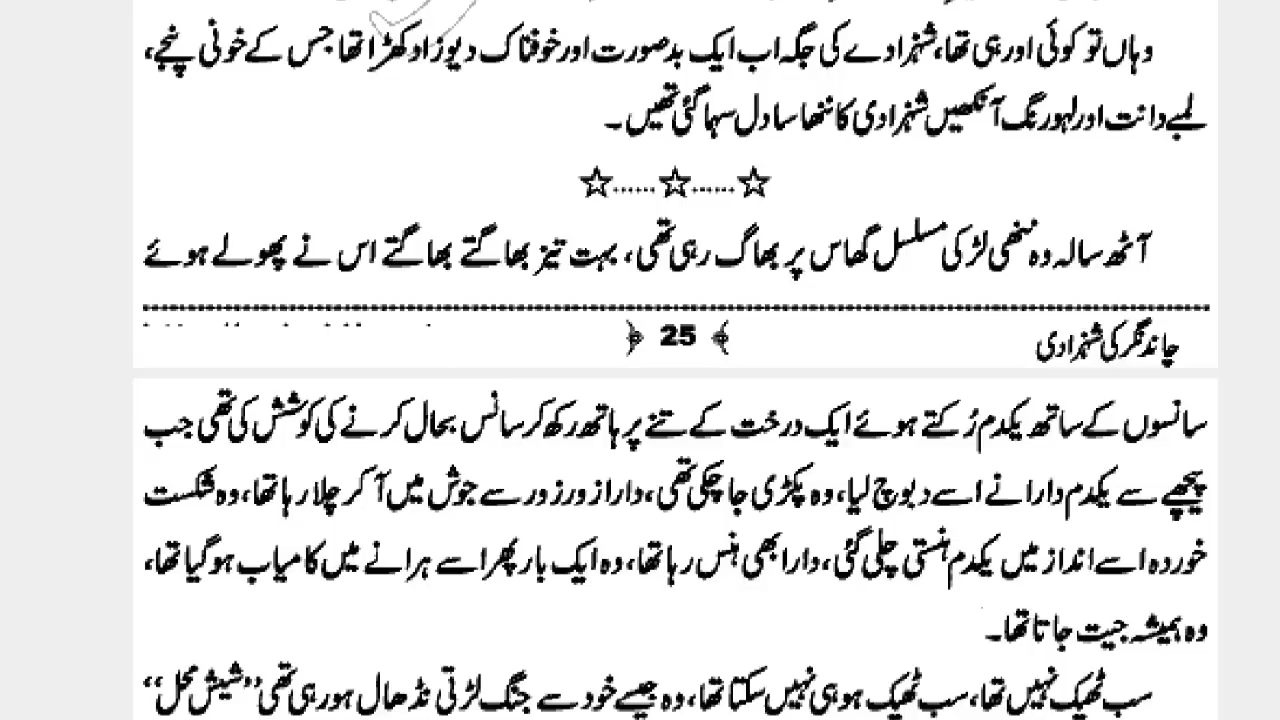 وہاں تو کوئی اور ہی تھا، شہزادے کی جگہ اب ایک بدصورت اور خوفناک دیوزاد کھڑا تھا جس کے خونی پنجے،
لمبے دانت اور لہو رنگ آنکھیں شہزادی کا ننھا سا دل سہما گئی تھیں۔
☆......☆......☆
آٹھ سالہ وہ ننھی لڑکی مسلسل گھاس پر بھاگ رہی تھی، بہت تیز بھاگتے بھاگتے اس نے پھولے ہوئے
چاند نگر کی شہزادی ﴿ 25 ﴾
سانسوں کے ساتھ یکدم رُکتے ہوئے ایک درخت کے تنے پر ہاتھ رکھ کر سانس بحال کرنے کی کوشش کی تھی جب
پیچھے سے یکدم دارا نے اسے دبوچ لیا، وہ پکڑی جا چکی تھی، دارا زور زور سے جوش میں آ کر چلا رہا تھا، وہ شکست
خوردہ اسے انداز میں یکدم ہنستی چلی گئی، دارا بھی ہنس رہا تھا، وہ ایک بار پھر اسے ہرانے میں کامیاب ہو گیا تھا،
وہ ہمیشہ جیت جاتا تھا۔
سب ٹھیک نہیں تھا، سب ٹھیک ہو ہی نہیں سکتا تھا، وہ جیسے خود سے جنگ لڑتی نڈھال ہو رہی تھی ”شیش محل“